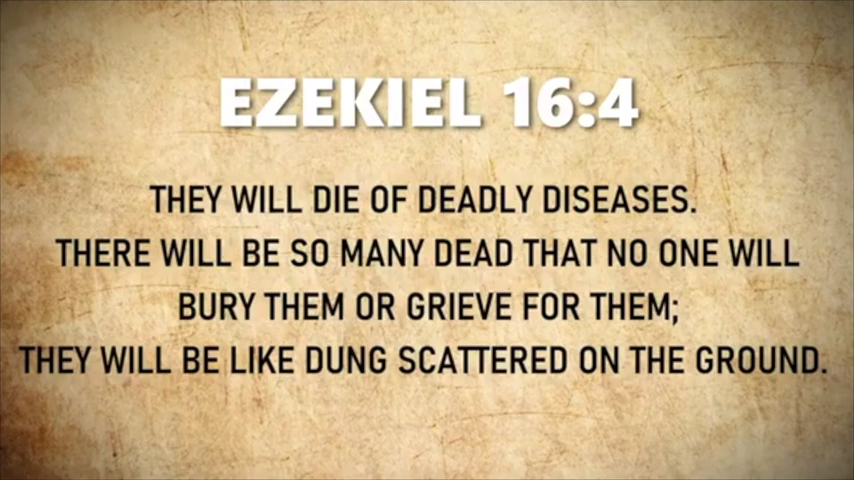 EZEKIEL 16:4
THEY WILL DIE OF DEADLY DISEASES.
THERE WILL BE SO MANY DEAD THAT NO ONE WILL
BURY THEM OR GRIEVE FOR THEM;
THEY WILL BE LIKE DUNG SCATTERED ON THE GROUND.